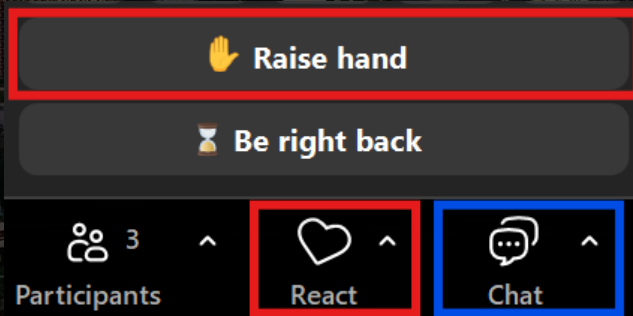 ✋ Raise hand
⏳ Be right back
3
Participants
React
Chat